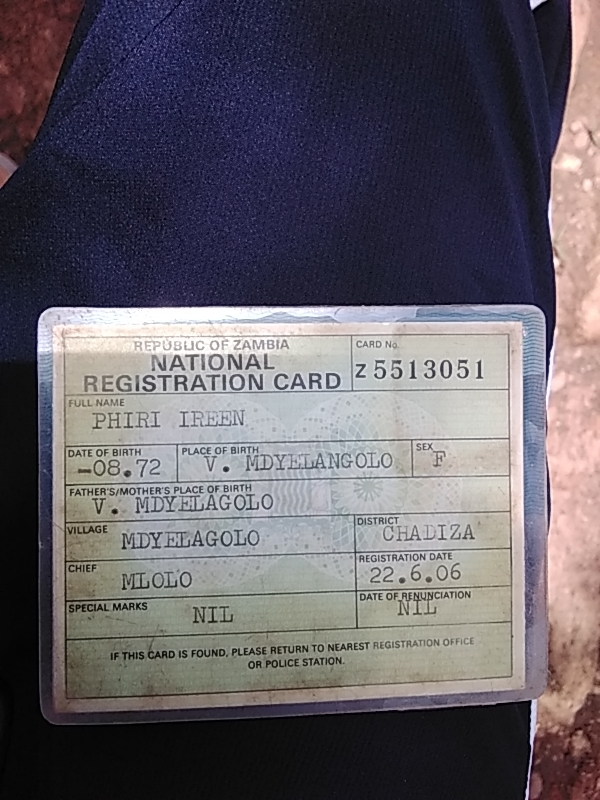 REPUBLIC OF ZAMBIA
NATIONAL
REGISTRATION CARD
CARD No.
Z 5513051
FULL NAME
PHIRI IREEN
DATE OF BIRTH
-08.72
PLACE OF BIRTH
V. MDYELANGOLO
SEX
F
FATHER'S/MOTHER'S PLACE OF BIRTH
V. MDYELAGOLO
VILLAGE
MDYELAGOLO
DISTRICT
CHADIZA
CHIEF
MLOLO
REGISTRATION DATE
22.6.06
SPECIAL MARKS
NIL
DATE OF RENUNCIATION
NIL
IF THIS CARD IS FOUND, PLEASE RETURN TO NEAREST REGISTRATION OFFICE
OR POLICE STATION.